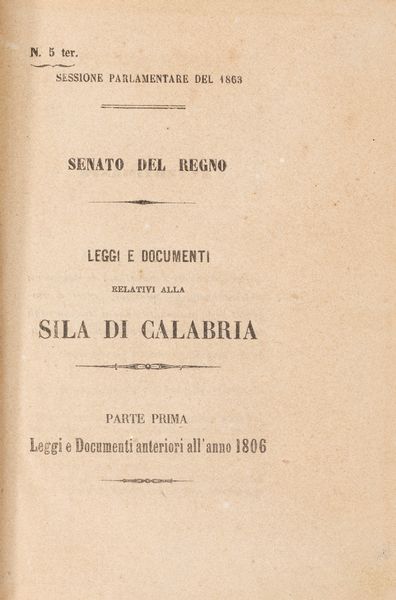 N. 5 ter.
SESSIONE PARLAMENTARE DEL 1863
SENATO DEL REGNO
LEGGI E DOCUMENTI
RELATIVI ALLA
SILA DI CALABRIA
PARTE PRIMA
Leggi e Documenti anteriori all'anno 1806